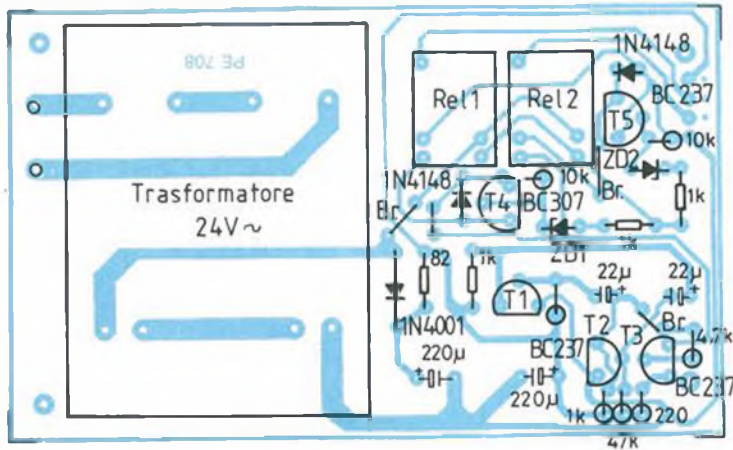 1N4148
PE 708
BC237
Rel1
Rel2
T5
10k
ZD2
1N4148
10k
Trasformatore
24V~
Br.
T4
BC307
Br.
1k
ZD1
82
1k
22µ
22µ
T1
1N4001
T2
T3
Br.
4.7k
220µ
BC237
220µ
BC237
1k
220
47k